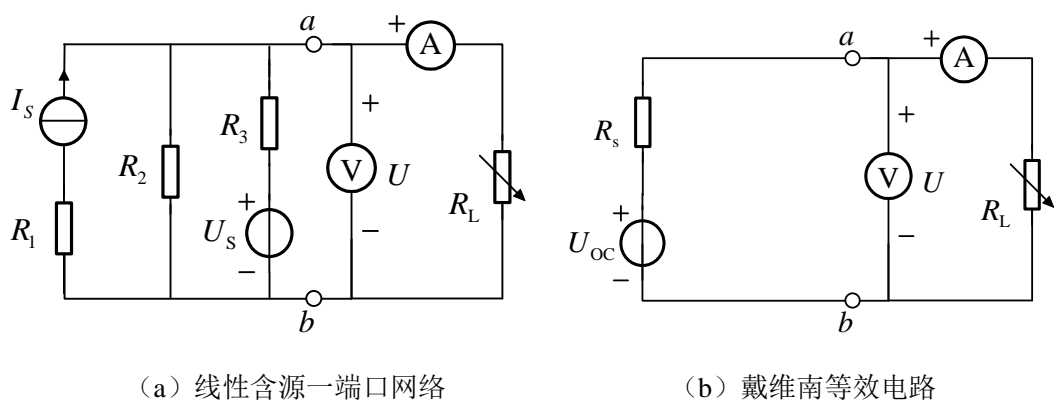 a
+
A
I_S
R_1
R_2
R_3
+
U_S
−
+
V
U
−
R_L
b
(a)线性含源一端口网络
a
+
A
R_s
+
U_OC
−
+
V
U
−
R_L
b
(b)戴维南等效电路